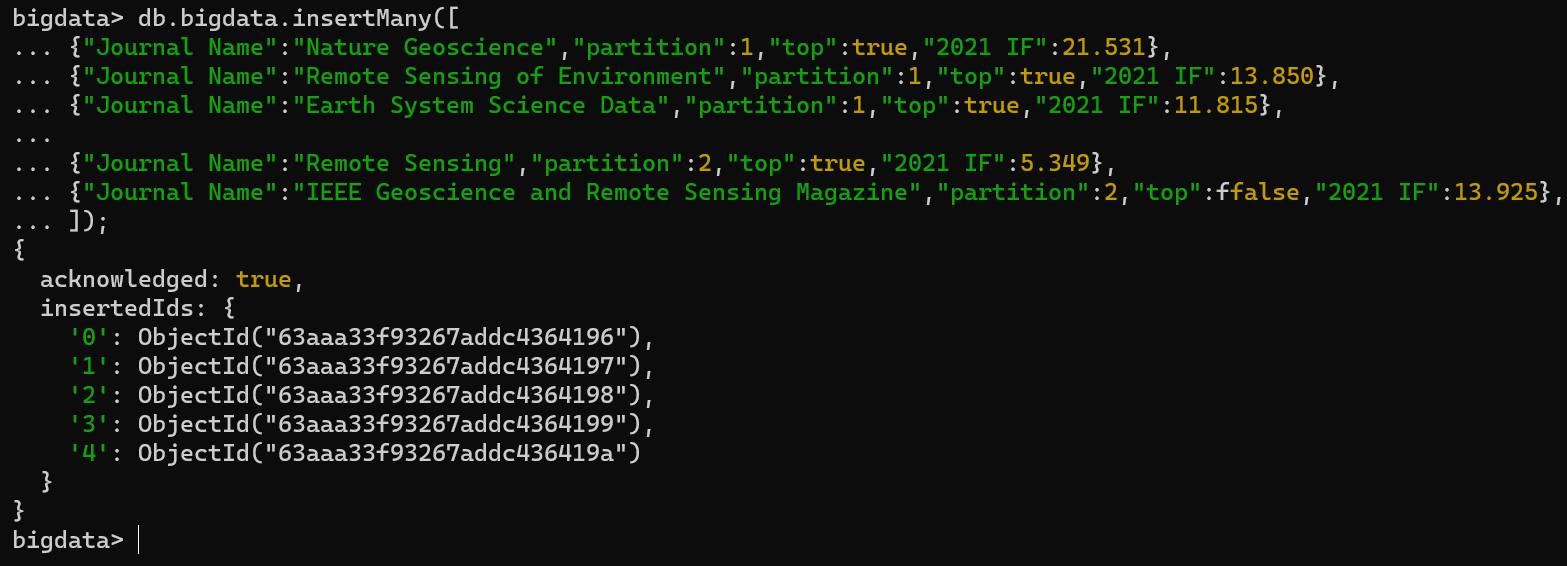 bigdata> db.bigdata.insertMany([
... {"Journal Name":"Nature Geoscience","partition":1,"top":true,"2021 IF":21.531},
... {"Journal Name":"Remote Sensing of Environment","partition":1,"top":true,"2021 IF":13.850},
... {"Journal Name":"Earth System Science Data","partition":1,"top":true,"2021 IF":11.815},
...
... {"Journal Name":"Remote Sensing","partition":2,"top":true,"2021 IF":5.349},
... {"Journal Name":"IEEE Geoscience and Remote Sensing Magazine","partition":2,"top":ffalse,"2021 IF":13.925},
... ]);
{
  acknowledged: true,
  insertedIds: {
    '0': ObjectId("63aaa33f93267addc4364196"),
    '1': ObjectId("63aaa33f93267addc4364197"),
    '2': ObjectId("63aaa33f93267addc4364198"),
    '3': ObjectId("63aaa33f93267addc4364199"),
    '4': ObjectId("63aaa33f93267addc436419a")
  }
}
bigdata>